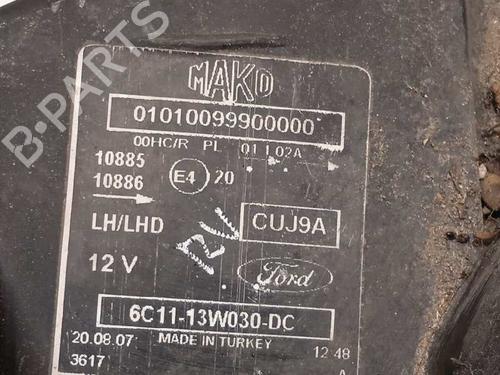 B-PARTS
MAKO
01010099900000
00HC/R PL 01 1 02A
10885
10886
E4 20
LH/LHD
CUJ9A
12 V
Ford
6C11-13W030-DC
20.08.07 MADE IN TURKEY 12 48
3617 A